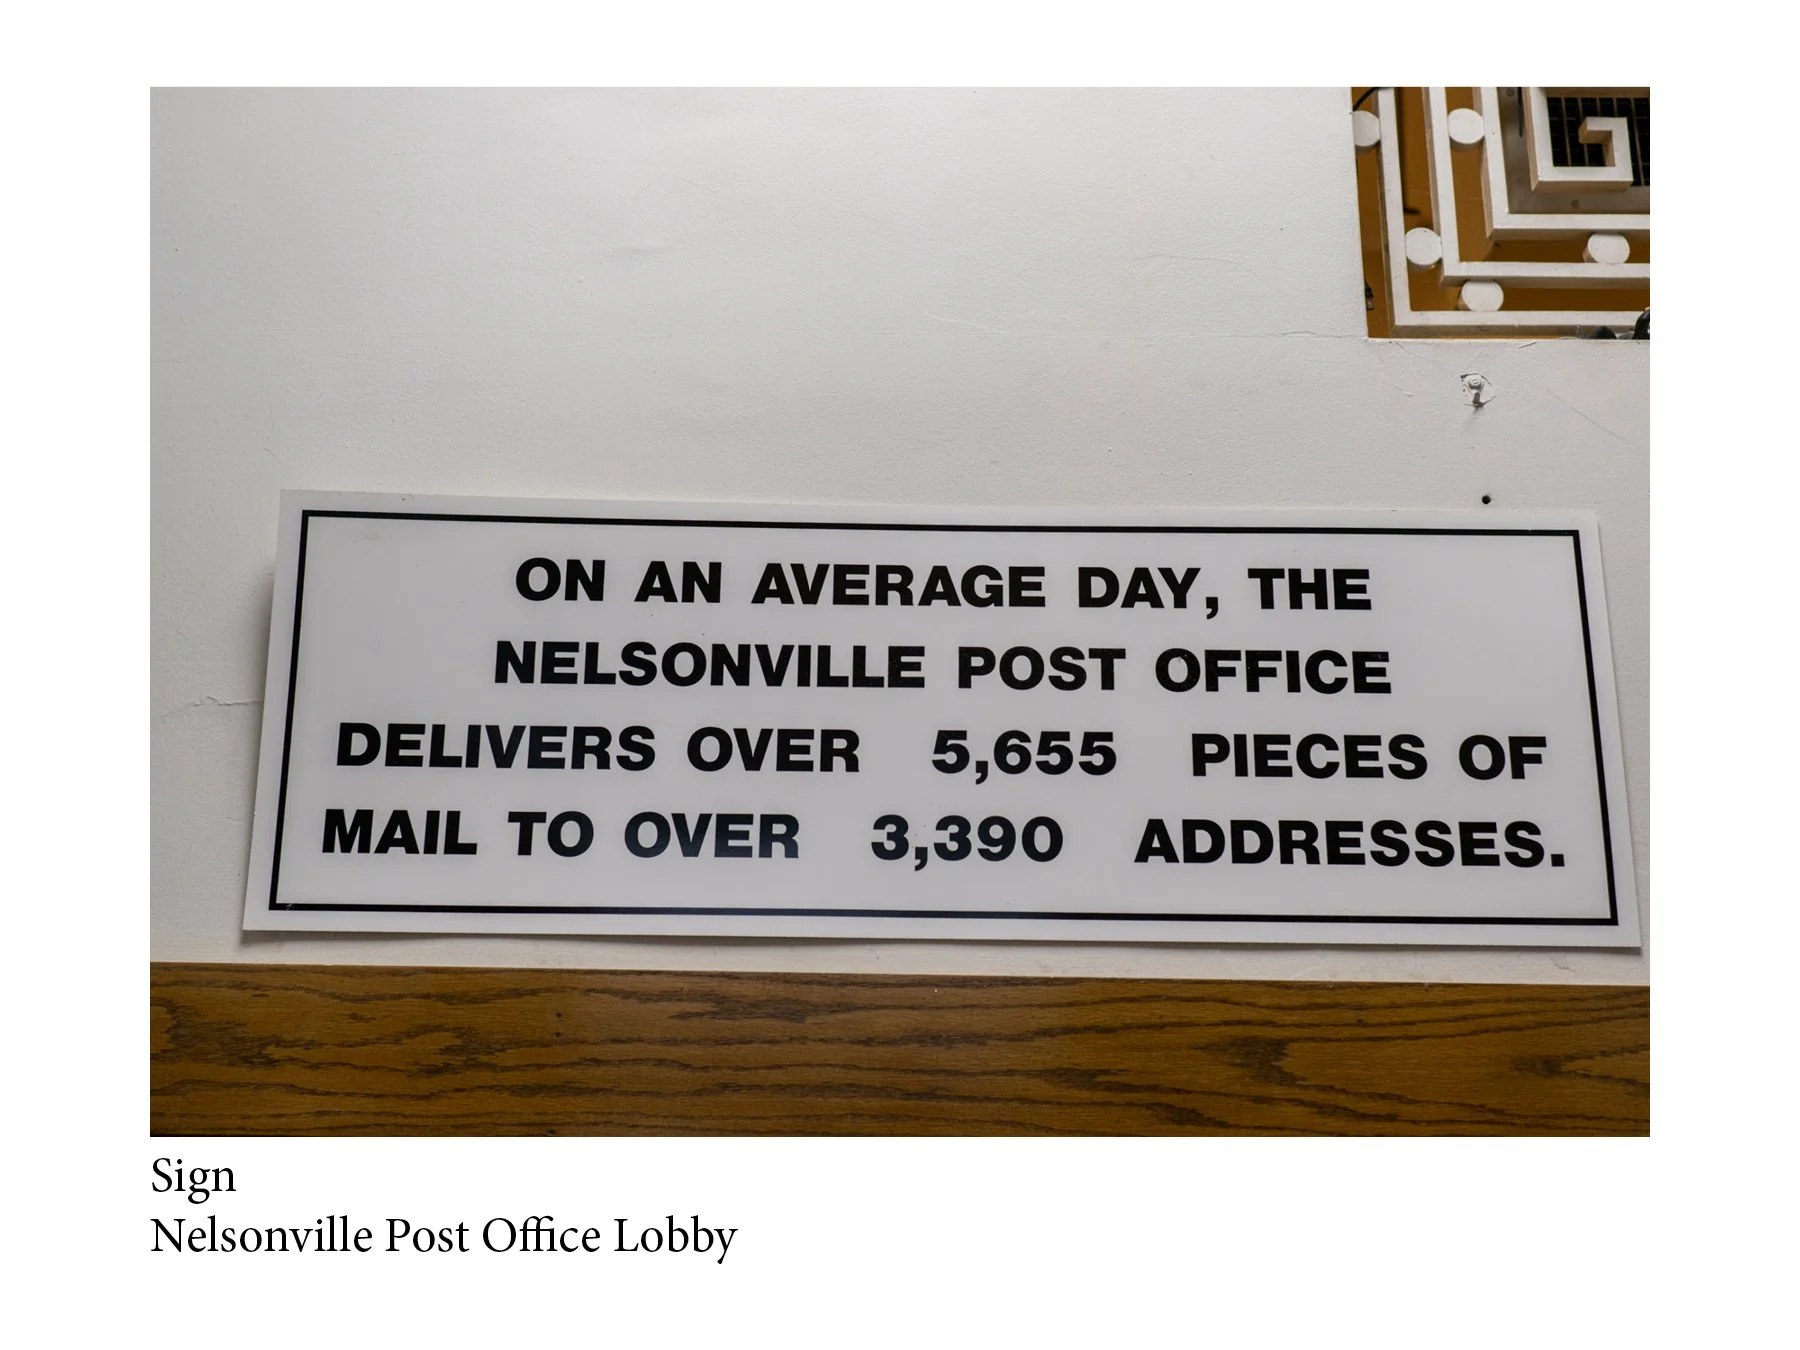 ON AN AVERAGE DAY, THE
NELSONVILLE POST OFFICE
DELIVERS OVER 5,655 PIECES OF
MAIL TO OVER 3,390 ADDRESSES.
Sign
Nelsonville Post Office Lobby